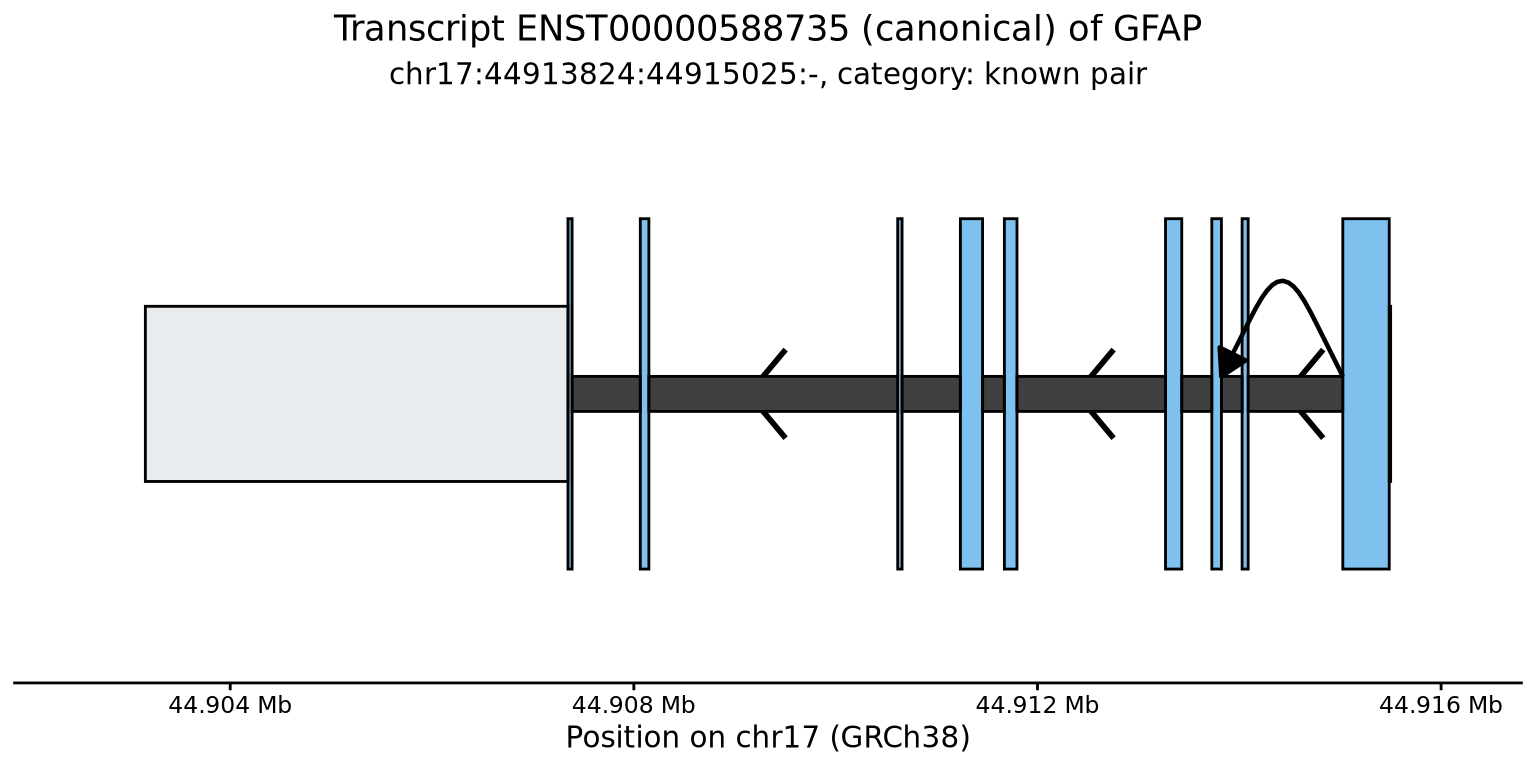 Transcript ENST00000588735 (canonical) of GFAP
chr17:44913824:44915025:-, category: known pair
44.904 Mb 44.908 Mb 44.912 Mb 44.916 Mb
Position on chr17 (GRCh38)